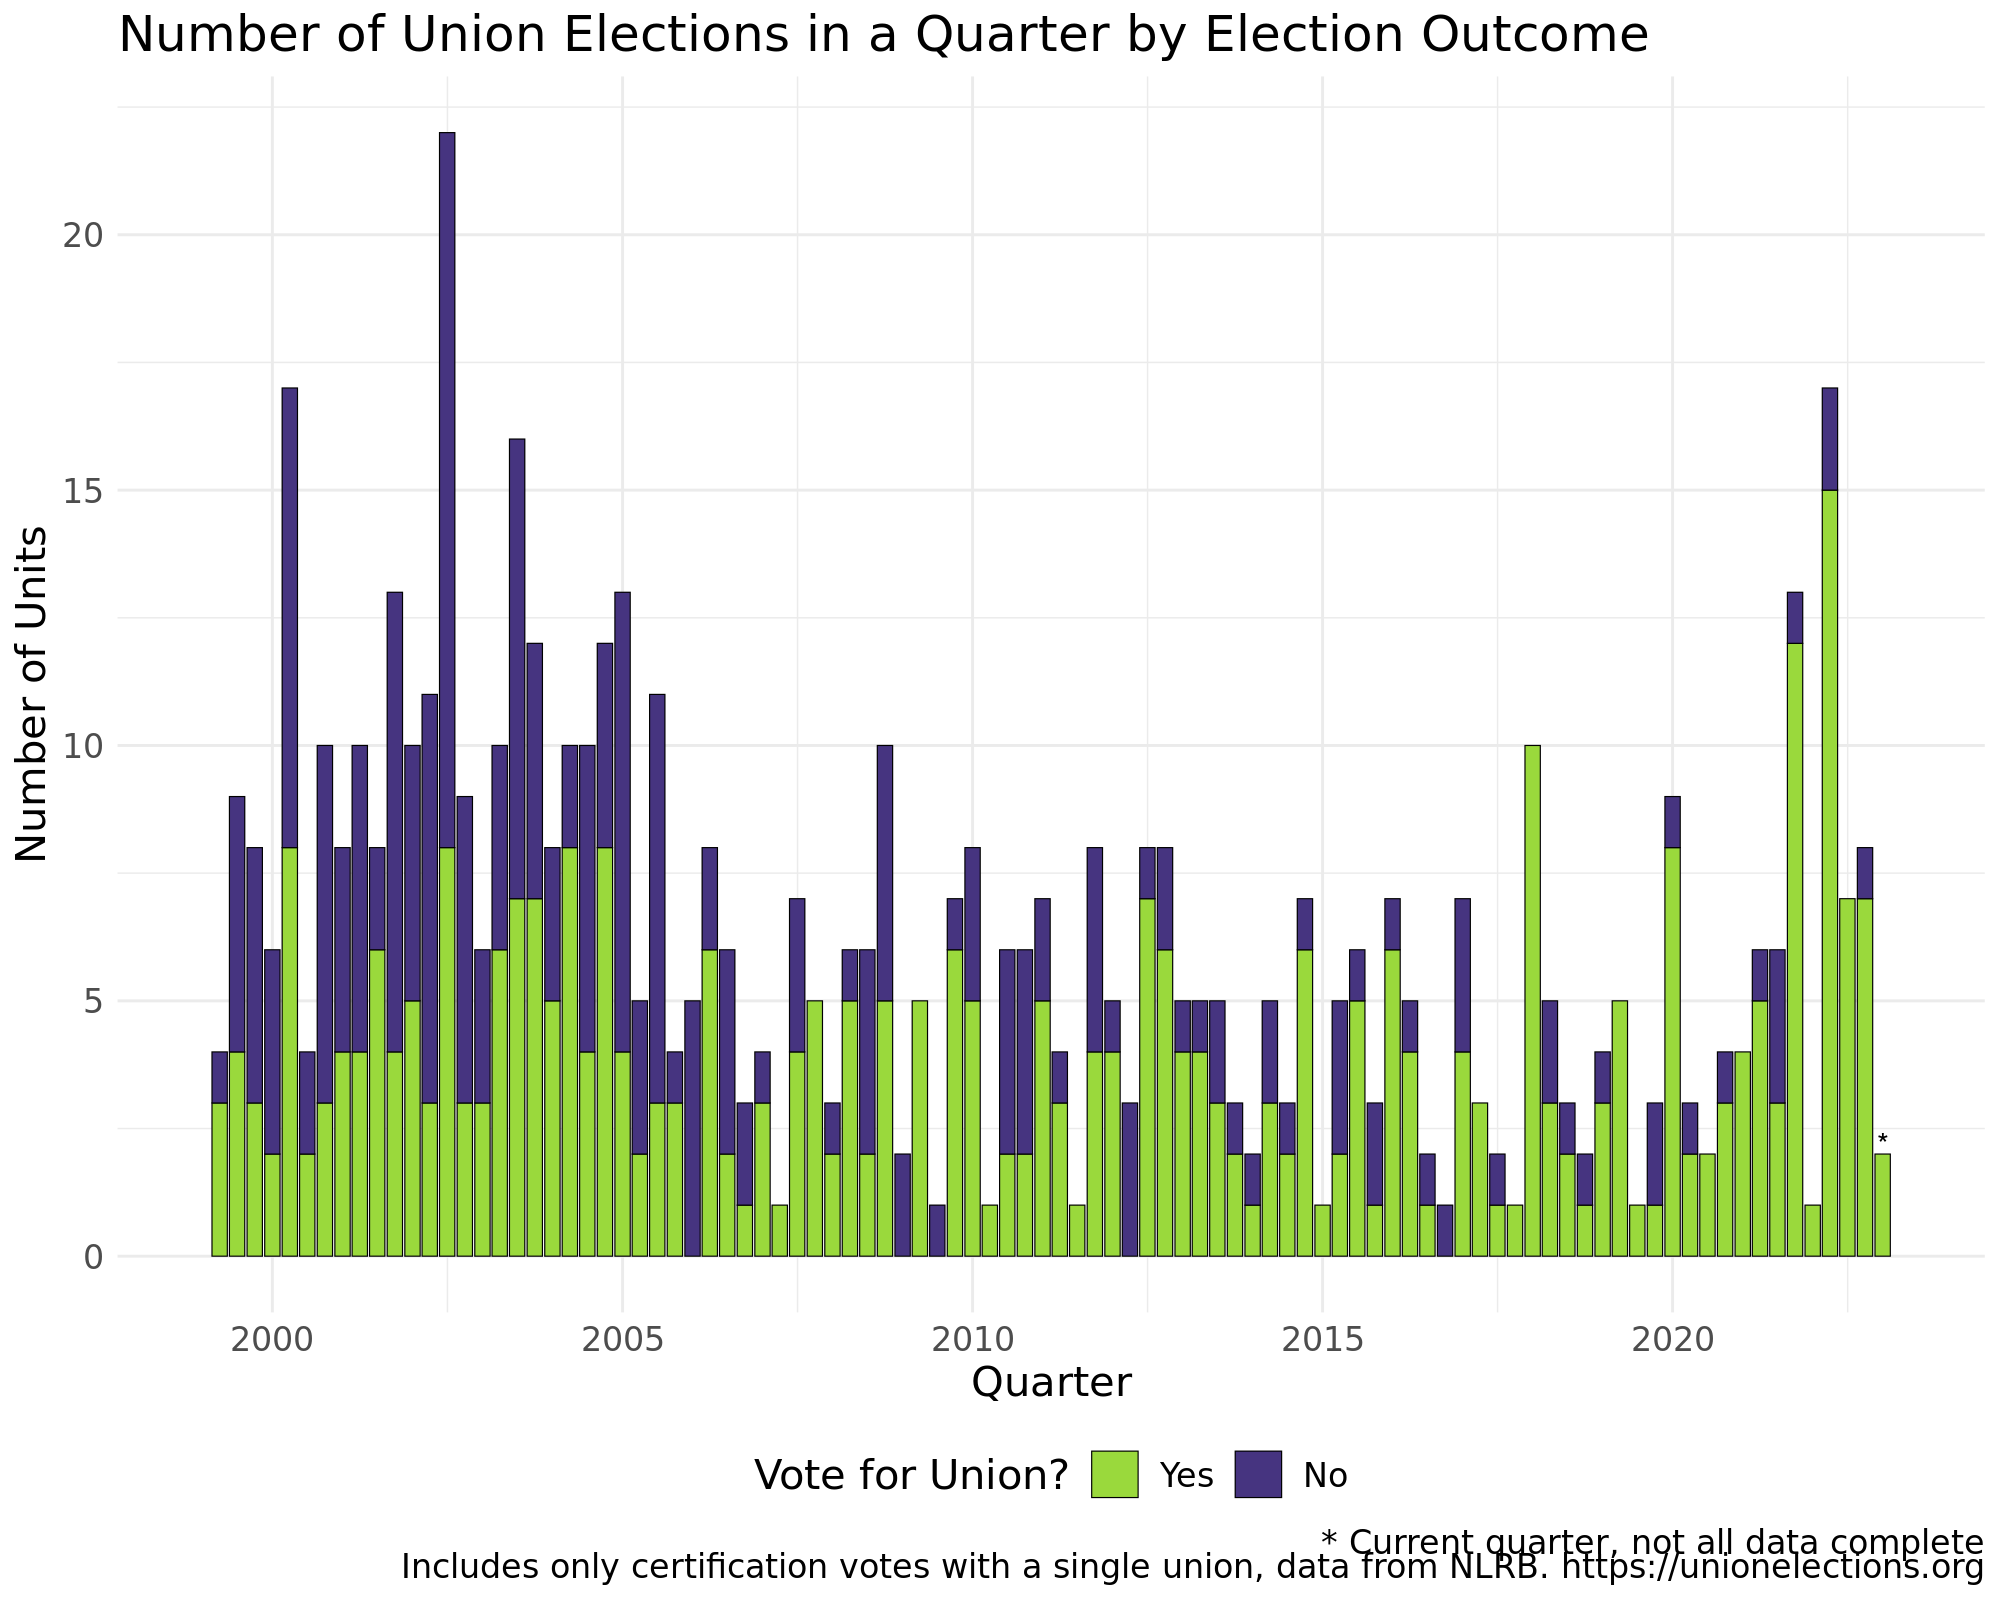 Number of Union Elections in a Quarter by Election Outcome
Number of Units
20
15
10
5
0
*
2000 2005 2010 2015 2020
Quarter
Vote for Union? Yes No
* Current quarter, not all data complete
Includes only certification votes with a single union, data from NLRB. https://unionelections.org